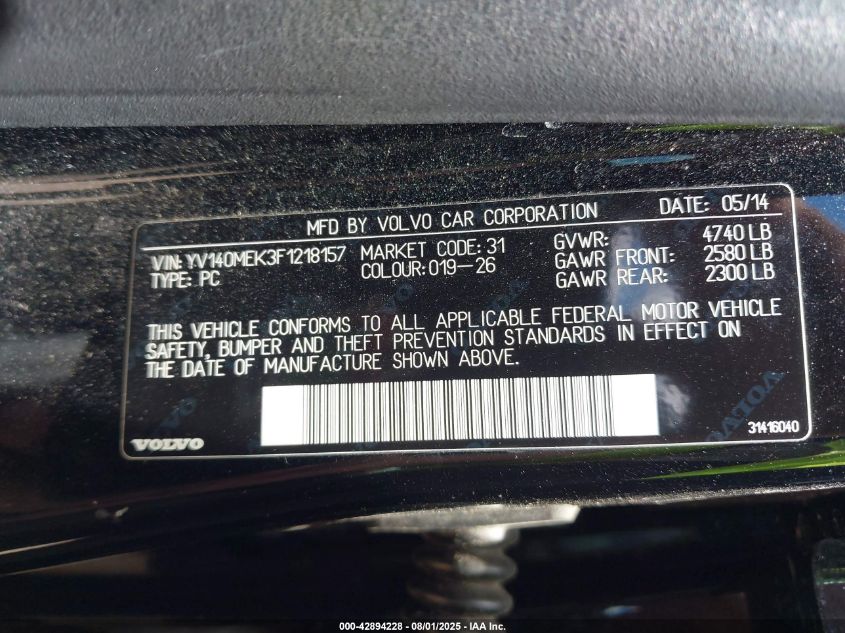 MFD BY VOLVO CAR CORPORATION DATE: 05/14
VIN: YV140MEK3F1218157 MARKET CODE: 31 GVWR: 4740 LB
TYPE: PC COLOUR: 019-26 GAWR FRONT: 2580 LB
GAWR REAR: 2300 LB
THIS VEHICLE CONFORMS TO ALL APPLICABLE FEDERAL MOTOR VEHICLE
SAFETY, BUMPER AND THEFT PREVENTION STANDARDS IN EFFECT ON
THE DATE OF MANUFACTURE SHOWN ABOVE.
VOLVO
VOLVO 31416040
000-42894228 - 08/01/2025 - IAA Inc.